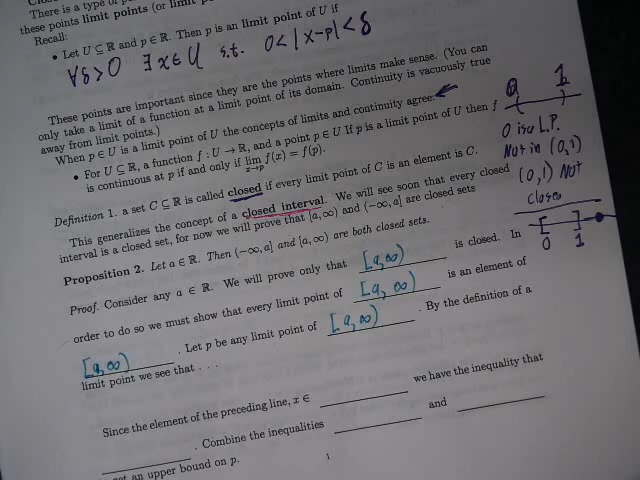 There is a type of
these points limit points (or limit
Recall:
• Let U ⊆ ℝ and p ∈ ℝ. Then p is an limit point of U if
∀δ>0 ∃x∈U s.t. 0<|x-p|<δ
These points are important since they are the points where limits make sense. (You can
only take a limit of a function at a limit point of its domain. Continuity is vacuously true
away from limit points.)
When p ∈ U is a limit point of U the concepts of limits and continuity agree:
• For U ⊆ ℝ, a function f : U → ℝ, and a point p ∈ U If p is a limit point of U then f
is continuous at p if and only if lim x→p f(x) = f(p).
0 1
( )
0 is a L.P.
Not in (0,1)
(0,1) Not
closed
[ ]
0 1
Definition 1. a set C ⊆ ℝ is called closed if every limit point of C is an element is C.
This generalizes the concept of a closed interval. We will see soon that every closed
interval is a closed set, for now we will prove that [a,∞) and (−∞, a] are closed sets
Proposition 2. Let a ∈ ℝ. Then (−∞, a] and [a, ∞) are both closed sets.
Proof. Consider any a ∈ ℝ. We will prove only that [a,∞) is closed. In
order to do so we must show that every limit point of [a,∞) is an element of
[a,∞) . Let p be any limit point of [a,∞) . By the definition of a
limit point we see that . . .
Since the element of the preceding line, x ∈ ______ we have the inequality that
______ . Combine the inequalities ______ and ______
get an upper bound on p.
1